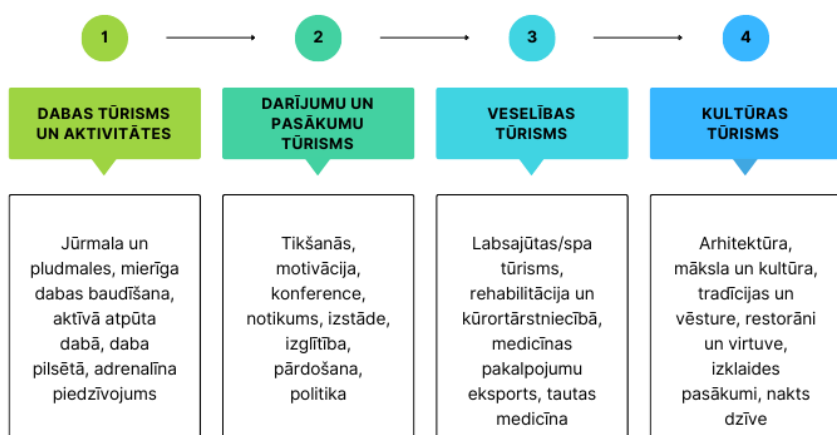 1
2
3
4
DABAS TŪRISMS
UN AKTIVITĀTES
DARĪJUMU UN
PASĀKUMU
TŪRISMS
VESELĪBAS
TŪRISMS
KULTŪRAS
TŪRISMS
Jūrmala un
pludmales, mierīga
dabas baudīšana,
aktīvā atpūta
dabā, daba
pilsētā, adrenalīna
piedzīvojums
Tikšanās,
motivācija,
konference,
notikums, izstāde,
izglītība,
pārdošana,
politika
Labsajūtas/spa
tūrisms,
rehabilitācija un
kūrortārstniecībā,
medicīnas
pakalpojumu
eksports, tautas
medicīna
Arhitektūra,
māksla un kultūra,
tradīcijas un
vēsture, restorāni
un virtuve,
izklaides
pasākumi, nakts
dzīve